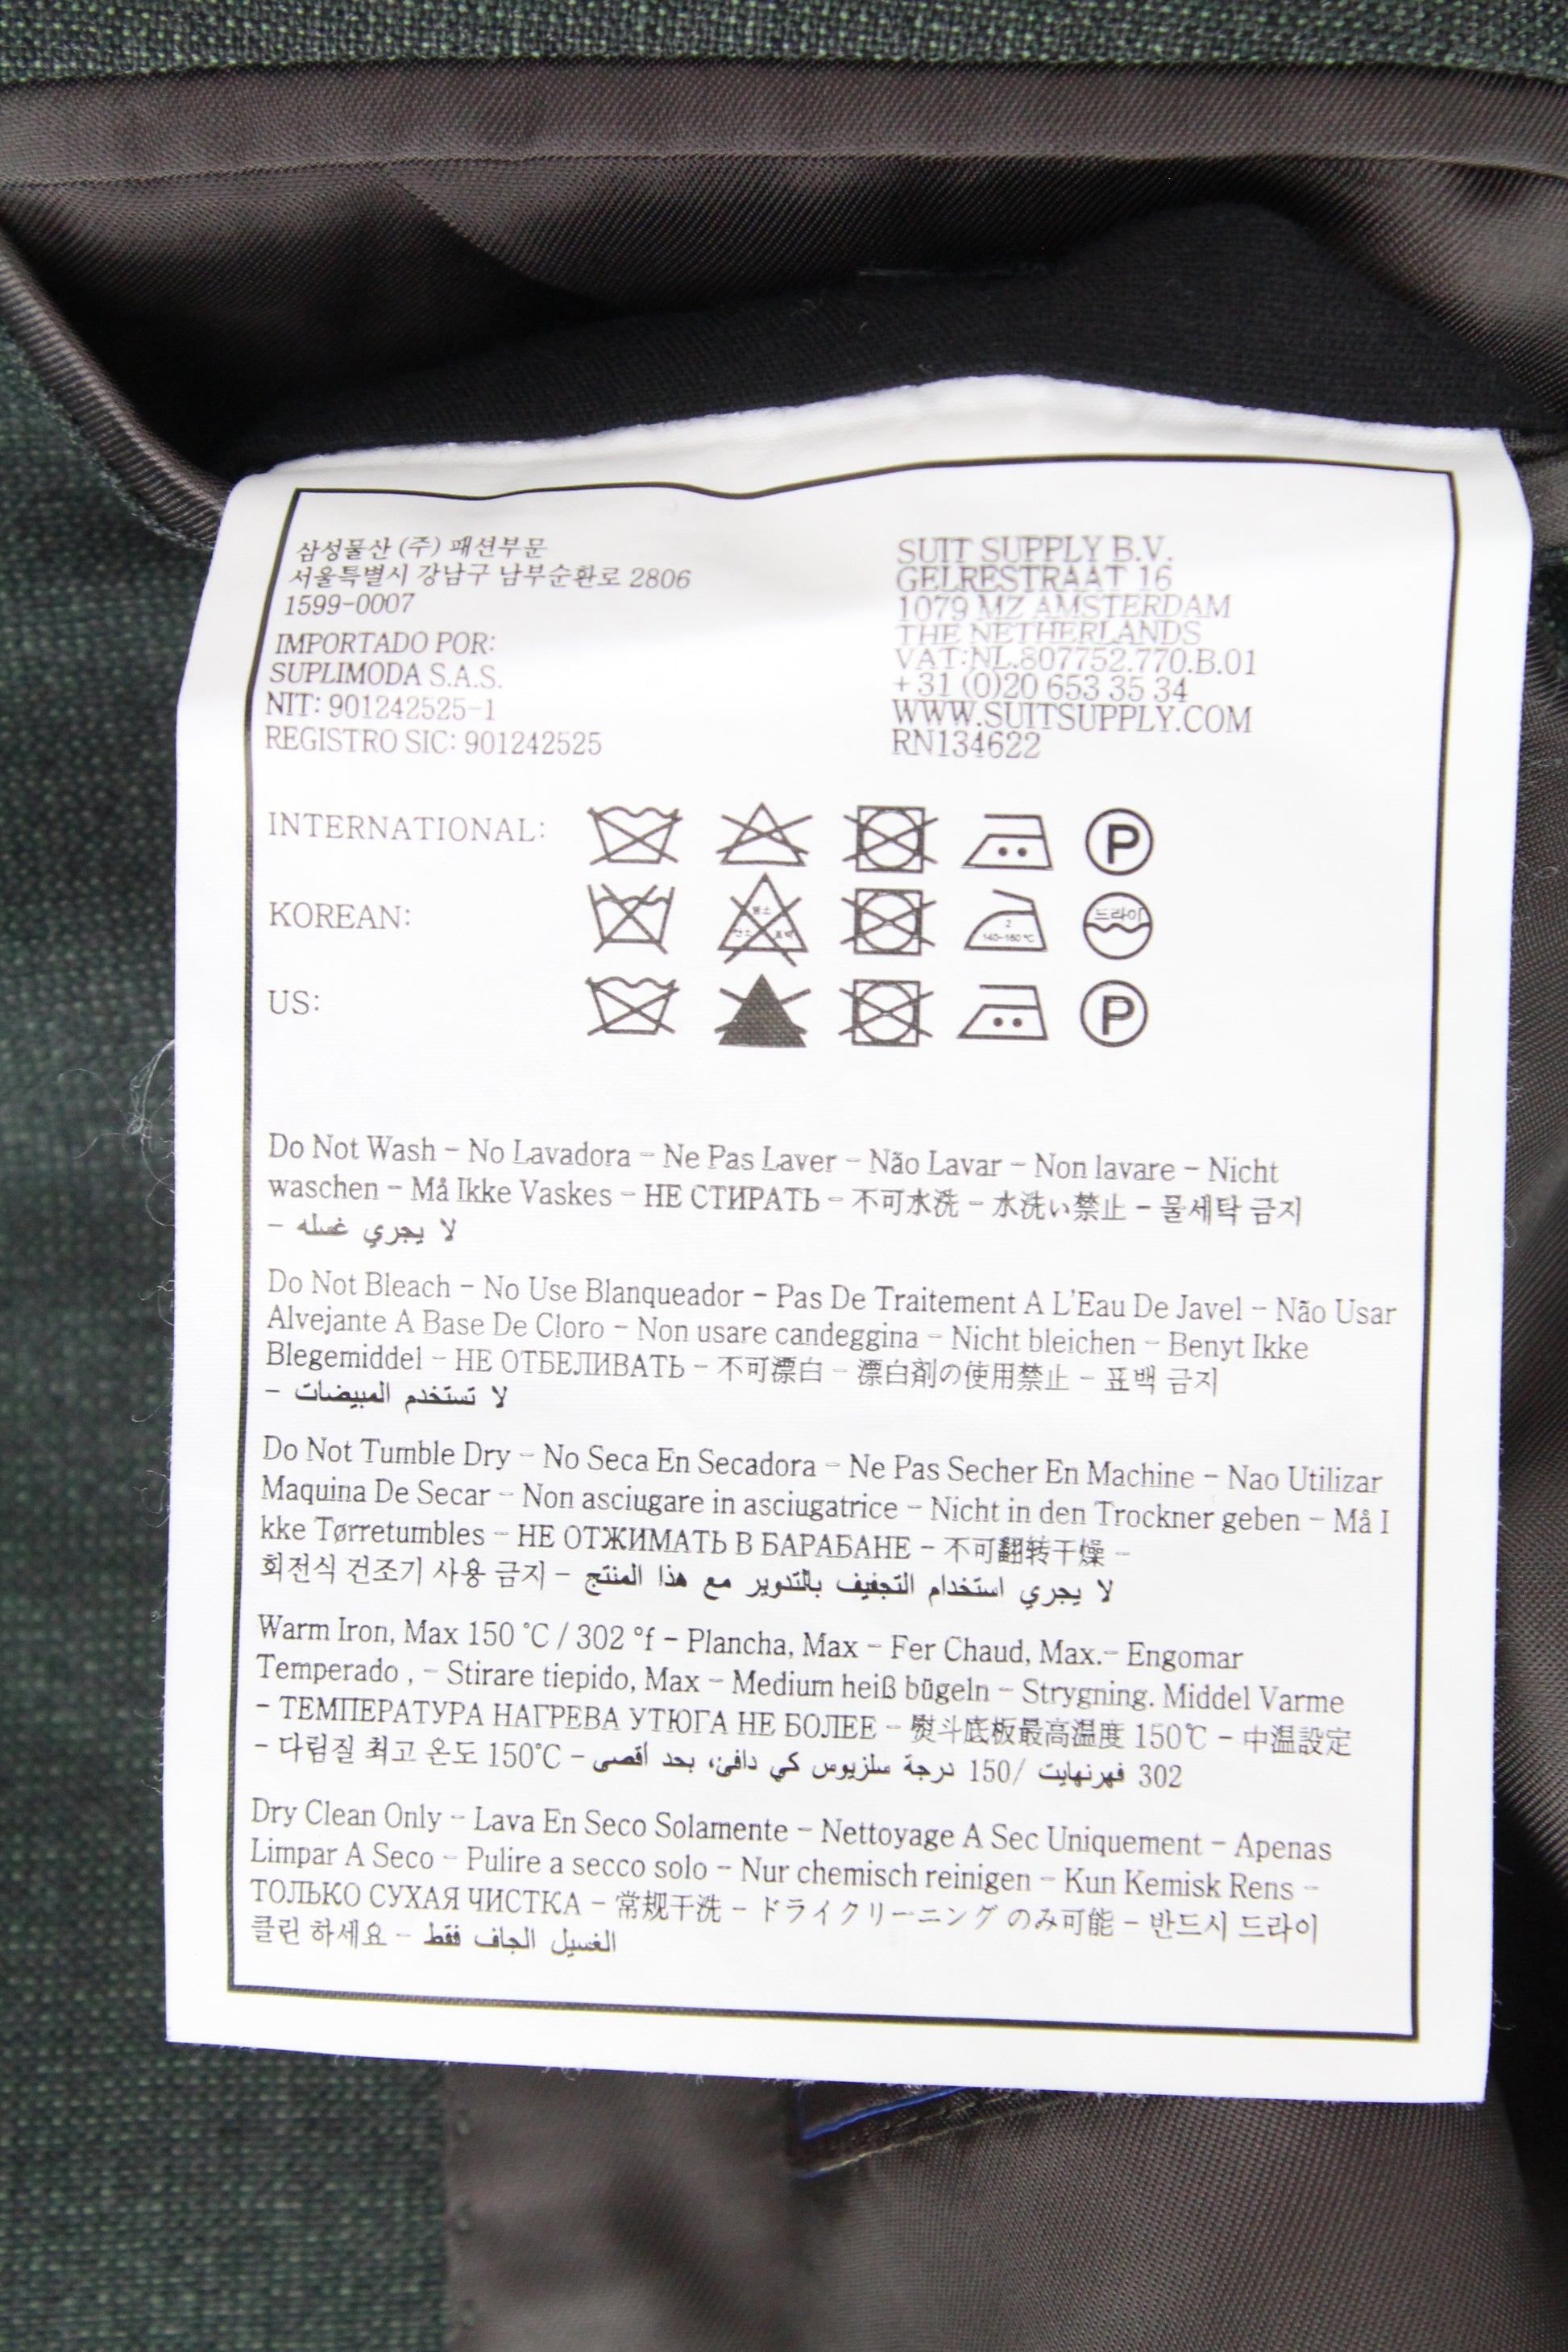 삼성물산 (주) 패션부문
서울특별시 강남구 남부순환로 2806
1599-0007
IMPORTADO POR:
SUPLIMODA S.A.S.
NIT: 901242525-1
REGISTRO SIC: 901242525
SUIT SUPPLY B.V.
GELRESTRAAT 16
1079 MZ AMSTERDAM
THE NETHERLANDS
VAT:NL.807752.770.B.01
+31 (0)20 653 35 34
WWW.SUITSUPPLY.COM
RN134622
INTERNATIONAL:
P
KOREAN:
2
140-160 ℃
드라이
US:
P
Do Not Wash - No Lavadora - Ne Pas Laver - Não Lavar - Non lavare - Nicht
waschen - Må Ikke Vaskes - НЕ СТИРАТЬ - 不可水洗 - 水洗い禁止 - 물세탁 금지
- لا يجري غسله
Do Not Bleach - No Use Blanqueador - Pas De Traitement A L'Eau De Javel - Não Usar
Alvejante A Base De Cloro - Non usare candeggina - Nicht bleichen - Benyt Ikke
Blegemiddel - НЕ ОТБЕЛИВАТЬ - 不可漂白 - 漂白剤の使用禁止 - 표백 금지
- لا تستخدم المبيضات
Do Not Tumble Dry - No Seca En Secadora - Ne Pas Secher En Machine - Nao Utilizar
Maquina De Secar - Non asciugare in asciugatrice - Nicht in den Trockner geben - Må I
kke Tørretumbles - НЕ ОТЖИМАТЬ В БАРАБАНЕ - 不可翻转干燥 -
회전식 건조기 사용 금지 - لا يجري استخدام التجفيف بالتدوير مع هذا المنتج
Warm Iron, Max 150 °C / 302 °f - Plancha, Max - Fer Chaud, Max.- Engomar
Temperado , - Stirare tiepido, Max - Medium heiß bügeln - Strygning. Middel Varme
- ТЕМПЕРАТУРА НАГРЕВА УТЮГА НЕ БОЛЕЕ - 熨斗底板最高温度 150℃ - 中温設定
- 다림질 최고 온도 150℃ - 302 فهرنهايت /150 درجة سلزيوس كي دافئ، بحد أقصى
Dry Clean Only - Lava En Seco Solamente - Nettoyage A Sec Uniquement - Apenas
Limpar A Seco - Pulire a secco solo - Nur chemisch reinigen - Kun Kemisk Rens -
ТОЛЬКО СУХАЯ ЧИСТКА - 常规干洗 - ドライクリーニング のみ可能 - 반드시 드라이
클린 하세요 - الغسيل الجاف فقط